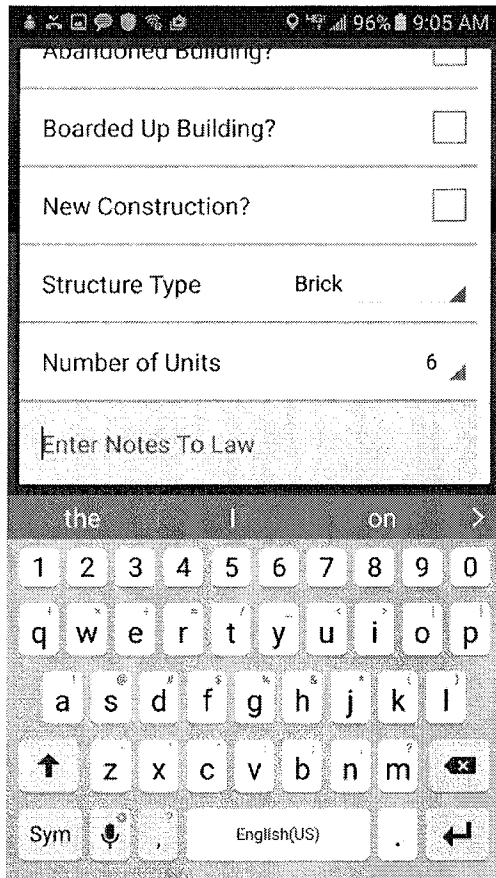 96% 9:05 AM
Abandoned Building?
Boarded Up Building?
New Construction?
Structure Type Brick
Number of Units 6
Enter Notes To Law
the I on >
1 2 3 4 5 6 7 8 9 0
q w e r t y u i o p
a s d f g h j k l
z x c v b n m
Sym , English(US) .